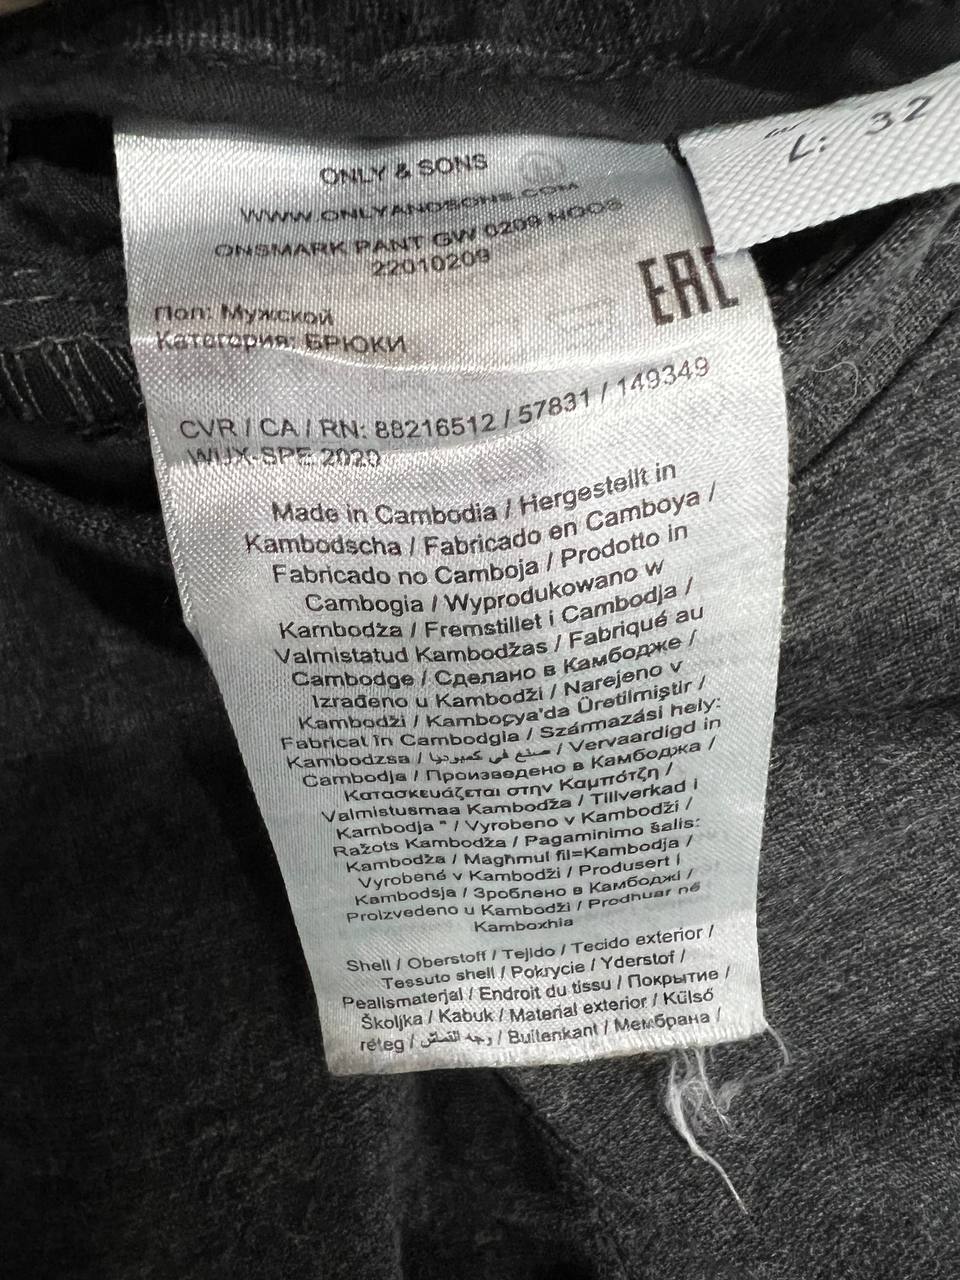 ONLY & SONS
WWW.ONLYANDSONS.COM
ONSMARK PANT GW 0209 NOOS
22010209
EAC
Пол: Мужской
Категория: БРЮКИ
CVR / CA / RN: 88216512 / 57831 / 149349
WUX-SPE 2020
Made in Cambodia / Hergestellt in
Kambodscha / Fabricado en Camboya /
Fabricado no Camboja / Prodotto in
Cambogia / Wyprodukowano w
Kambodża / Fremstillet i Cambodja /
Valmistatud Kambodžas / Fabriqué au
Cambodge / Сделано в Камбодже /
Izrađeno u Kambodži / Narejeno v
Kambodži / Kamboçya'da Üretilmiştir /
Fabricat în Cambodgia / Származási hely:
Kambodzsa / صنع في كمبوديا / Vervaardigd in
Cambodja / Произведено в Камбоджа /
Κατασκευάζεται στην Καμπότζη /
Valmistusmaa Kambodža / Tillverkad i
Kambodja " / Vyrobeno v Kambodži /
Ražots Kambodža / Pagaminimo šalis:
Kambodža / Magħmul fil=Kambodja /
Vyrobené v Kambodži / Produsert i
Kambodsja / Зроблено в Камбоджі /
Proizvedeno u Kambodži / Prodhuar në
Kamboxhia
Shell / Oberstoff / Tejido / Tecido exterior /
Tessuto shell / Pokrycie / Yderstof /
Pealismaterjal / Endroit du tissu / Покрытие /
Školjka / Kabuk / Material exterior / Külső
réteg / وجه القماش / Buitenkant / Мембрана /
L: 32